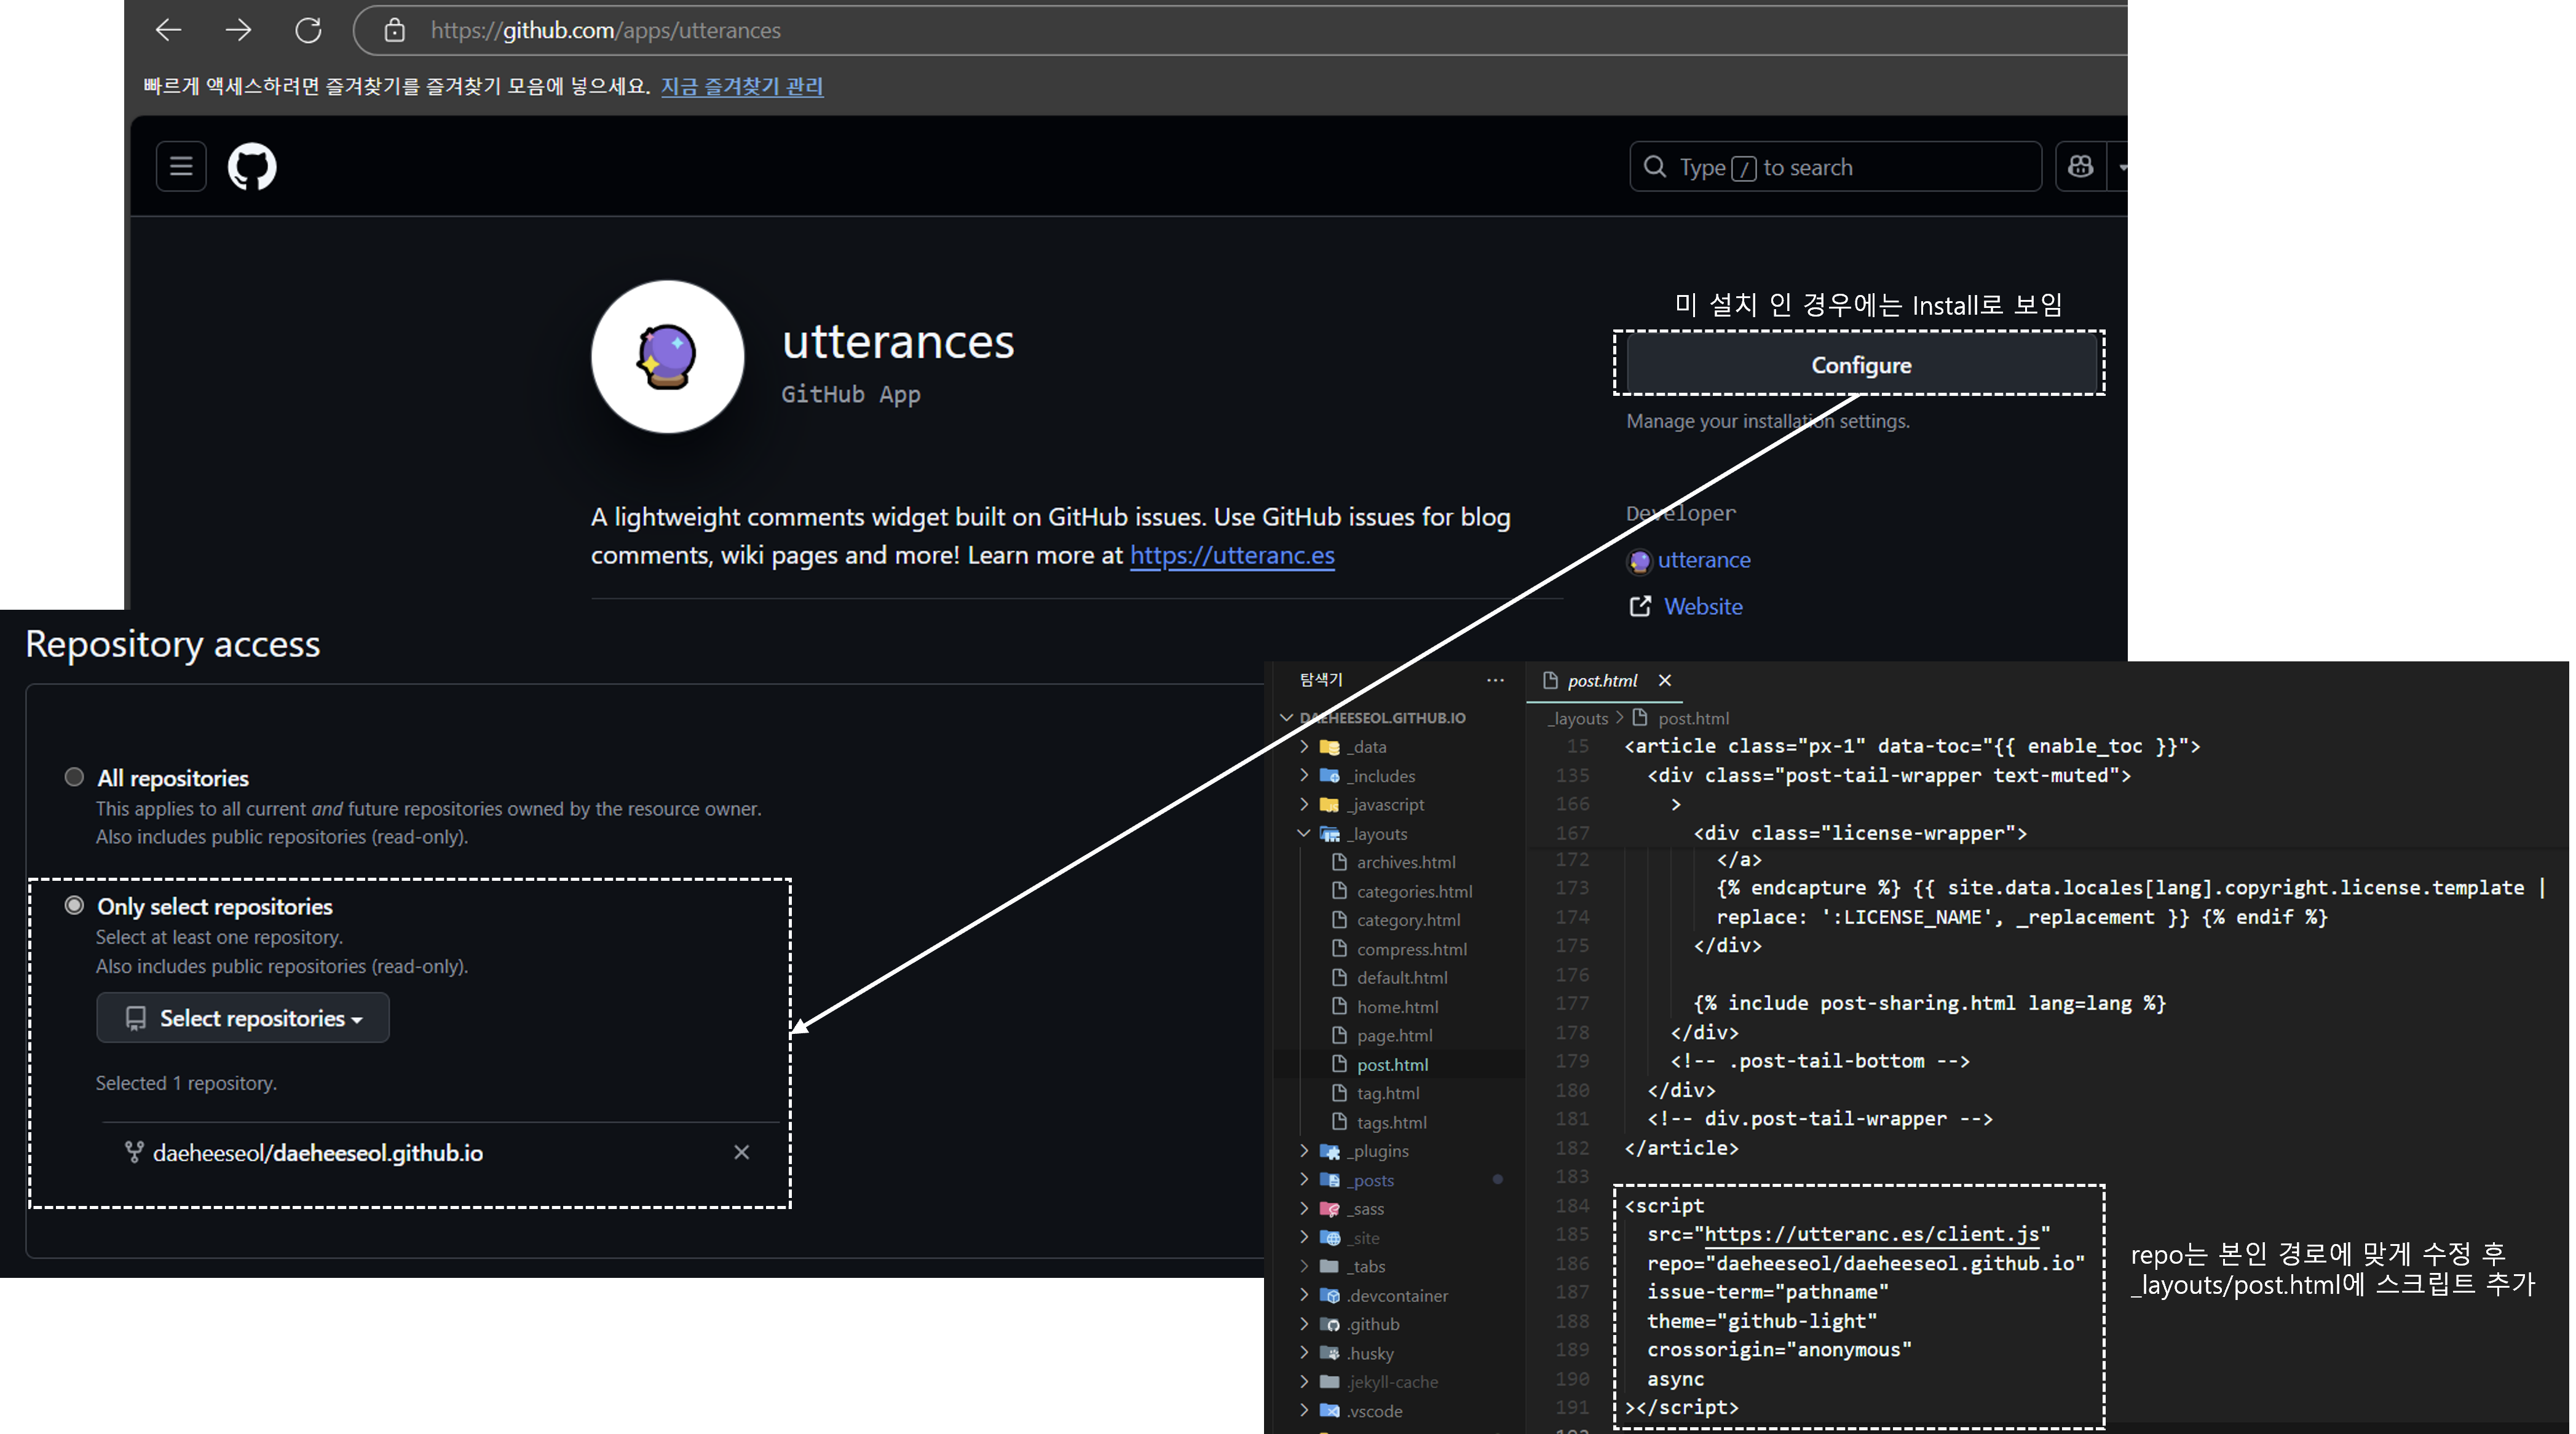 https://github.com/apps/utterances
빠르게 액세스하려면 즐겨찾기를 즐겨찾기 모음에 넣으세요. 지금 즐겨찾기 관리
Type / to search
미 설치 인 경우에는 Install로 보임
utterances
GitHub App
Configure
Manage your installation settings.
A lightweight comments widget built on GitHub issues. Use GitHub issues for blog
comments, wiki pages and more! Learn more at https://utteranc.es
Developer
utterance
Website
Repository access
All repositories
This applies to all current and future repositories owned by the resource owner.
Also includes public repositories (read-only).
Only select repositories
Select at least one repository.
Also includes public repositories (read-only).
Select repositories
Selected 1 repository.
daeheeseol/daeheeseol.github.io
탐색기
DAEHEESEOL.GITHUB.IO
_data
_includes
_javascript
_layouts
archives.html
categories.html
category.html
compress.html
default.html
home.html
page.html
post.html
tag.html
tags.html
_plugins
_posts
_sass
_site
_tabs
.devcontainer
.github
.husky
.jekyll-cache
.vscode
post.html
_layouts > post.html
15 <article class="px-1" data-toc="{{ enable_toc }}">
135 <div class="post-tail-wrapper text-muted">
166 >
167 <div class="license-wrapper">
172 </a>
173 {% endcapture %} {{ site.data.locales[lang].copyright.license.template |
174 replace: ':LICENSE_NAME', _replacement }} {% endif %}
175 </div>
176
177 {% include post-sharing.html lang=lang %}
178 </div>
179 <!-- .post-tail-bottom -->
180 </div>
181 <!-- div.post-tail-wrapper -->
182 </article>
183
184 <script
185 src="https://utteranc.es/client.js"
186 repo="daeheeseol/daeheeseol.github.io"
187 issue-term="pathname"
188 theme="github-light"
189 crossorigin="anonymous"
190 async
191 ></script>
repo는 본인 경로에 맞게 수정 후
_layouts/post.html에 스크립트 추가